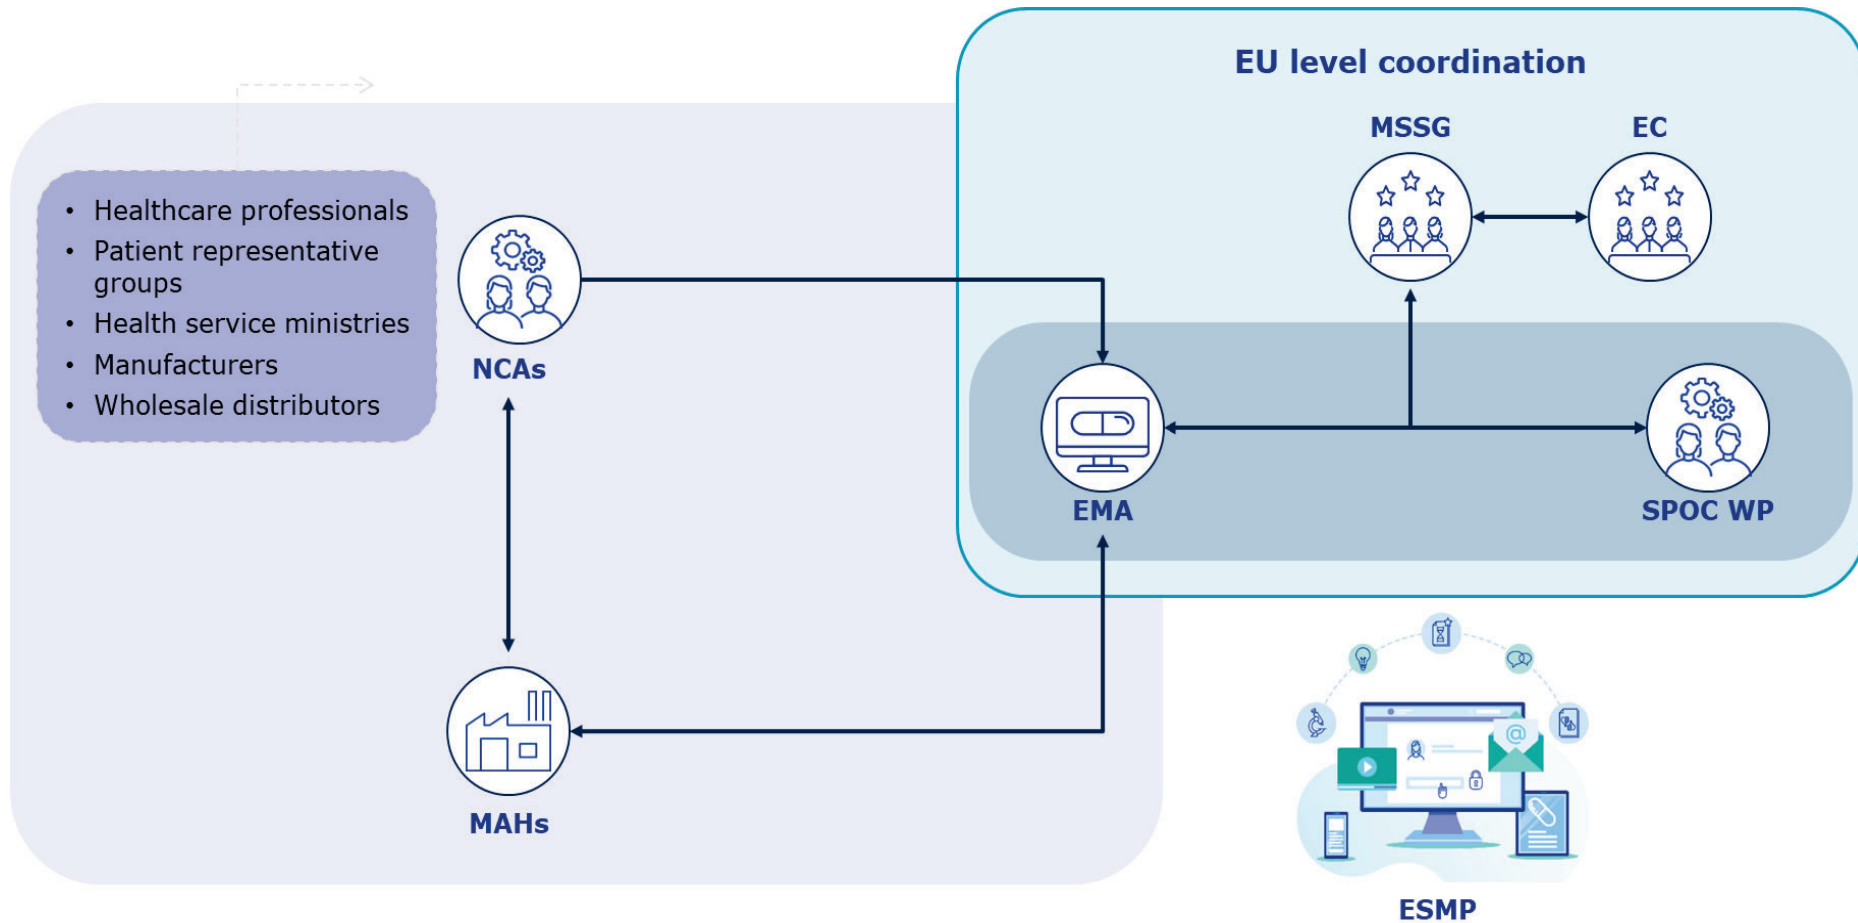 EU level coordination
MSSG
EC
• Healthcare professionals
• Patient representative
groups
• Health service ministries
• Manufacturers
• Wholesale distributors
NCAs
EMA
SPOC WP
MAHs
@
ESMP